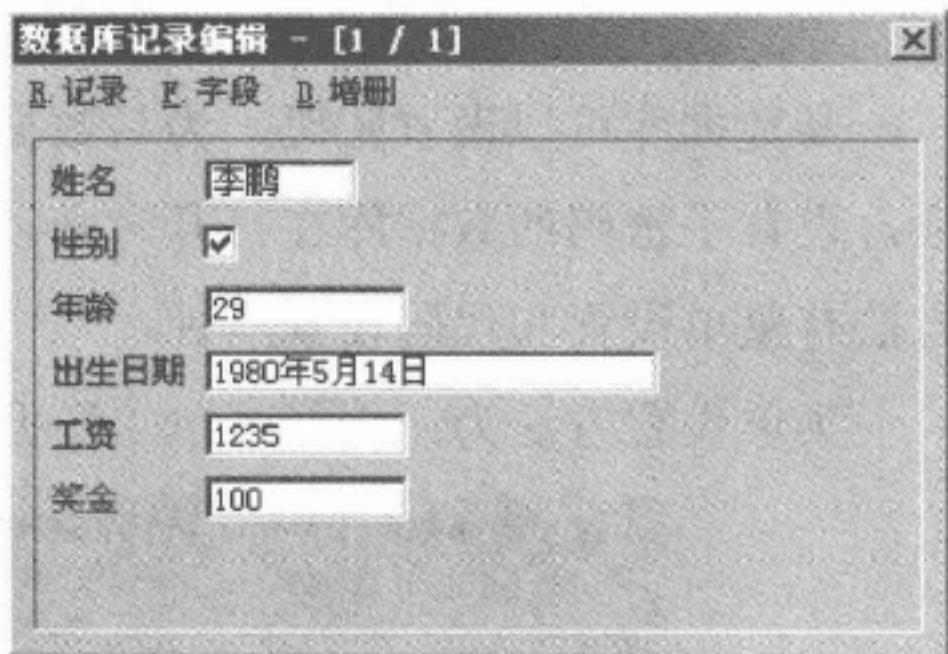 数据库记录编辑 - [1 / 1]
R.记录 F.字段 D.增删
姓名 李鹏
性别
年龄 29
出生日期 1980年5月14日
工资 1235
奖金 100